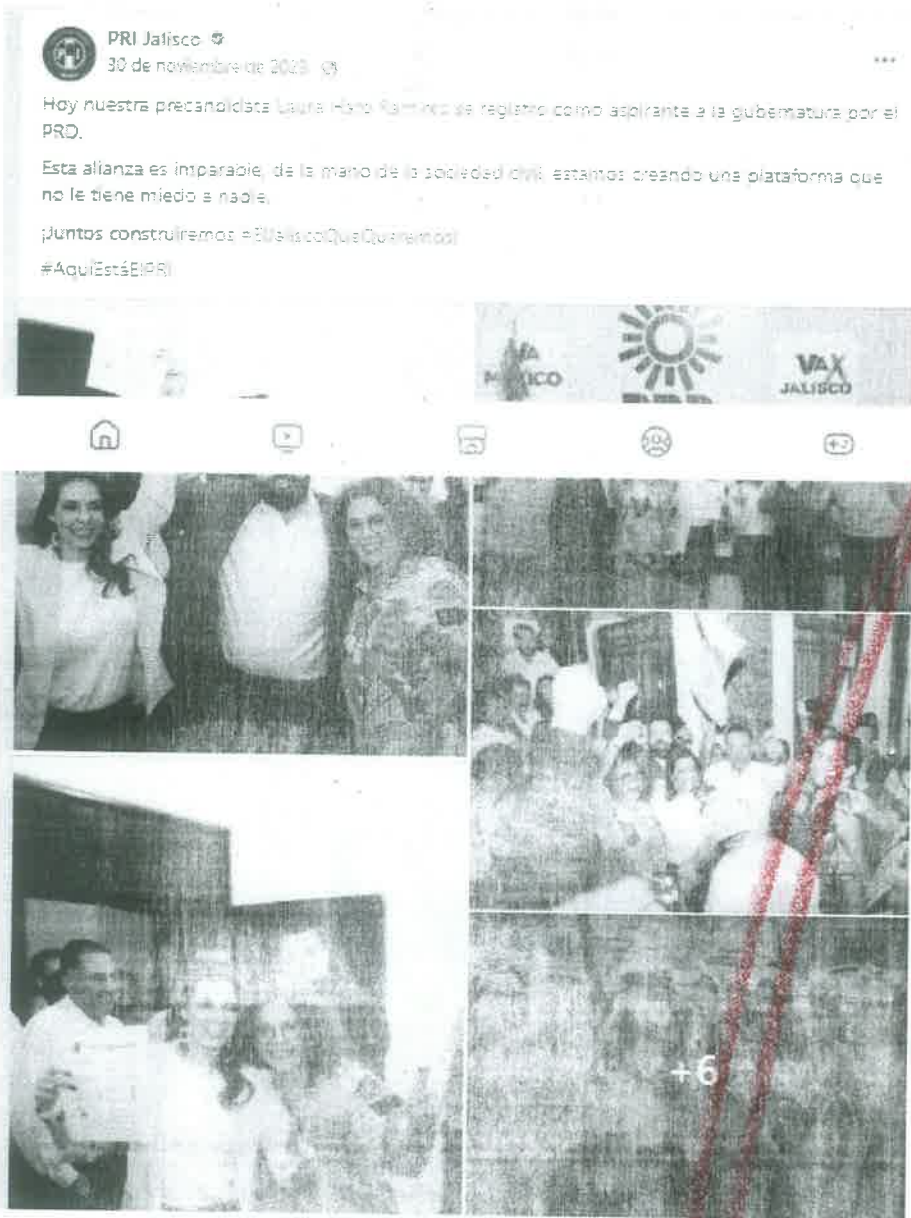 PRI Jalisco
30 de noviembre de 2023
Hoy nuestra precandidata Laura Haro Ramírez se registró como aspirante a la gubernatura por el
PRD.
Esta alianza es imparable, de la mano de la sociedad civil estamos creando una plataforma que
no le tiene miedo a nadie.
¡Juntos construiremos #ElJaliscoQueQueremos!
#AquíEstáElPRI
VA
MÉXICO
PRD
VAX
JALISCO
+6